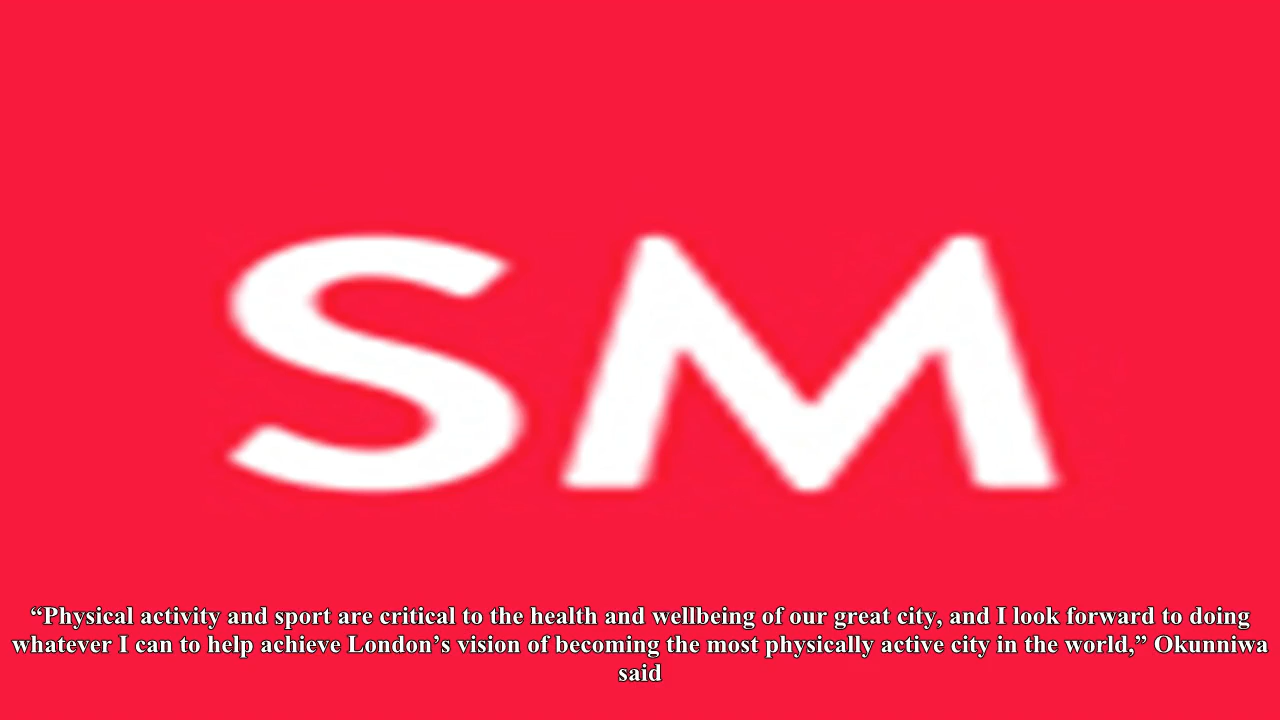 SM
“Physical activity and sport are critical to the health and wellbeing of our great city, and I look forward to doing
whatever I can to help achieve London’s vision of becoming the most physically active city in the world,” Okunniwa
said